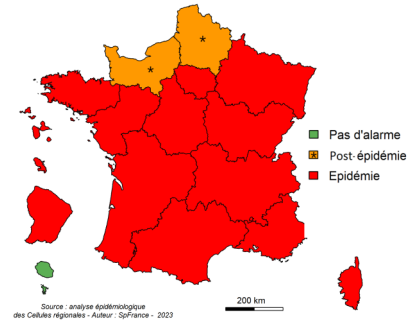 Pas d'alarme
* Post-épidémie
Epidémie
200 km
Source : analyse épidémiologique
des Cellules régionales - Auteur : SpFrance - 2023